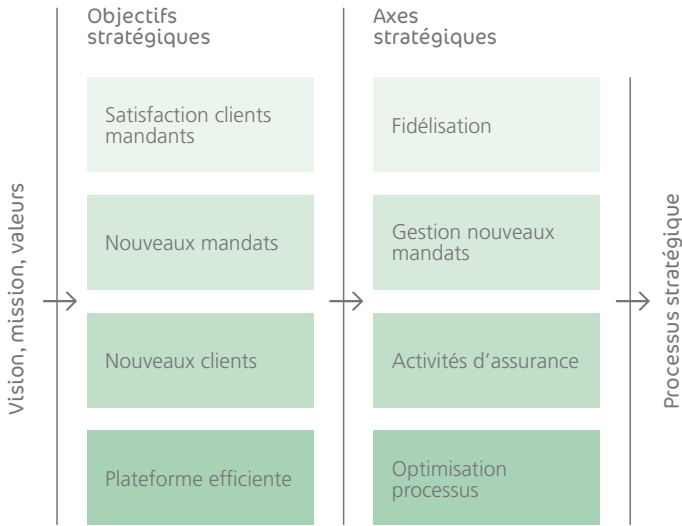 Vision, mission, valeurs
Objectifs
stratégiques
Satisfaction clients
mandants
Nouveaux mandats
Nouveaux clients
Plateforme efficiente
Axes
stratégiques
Fidélisation
Gestion nouveaux
mandats
Activités d’assurance
Optimisation
processus
Processus stratégique